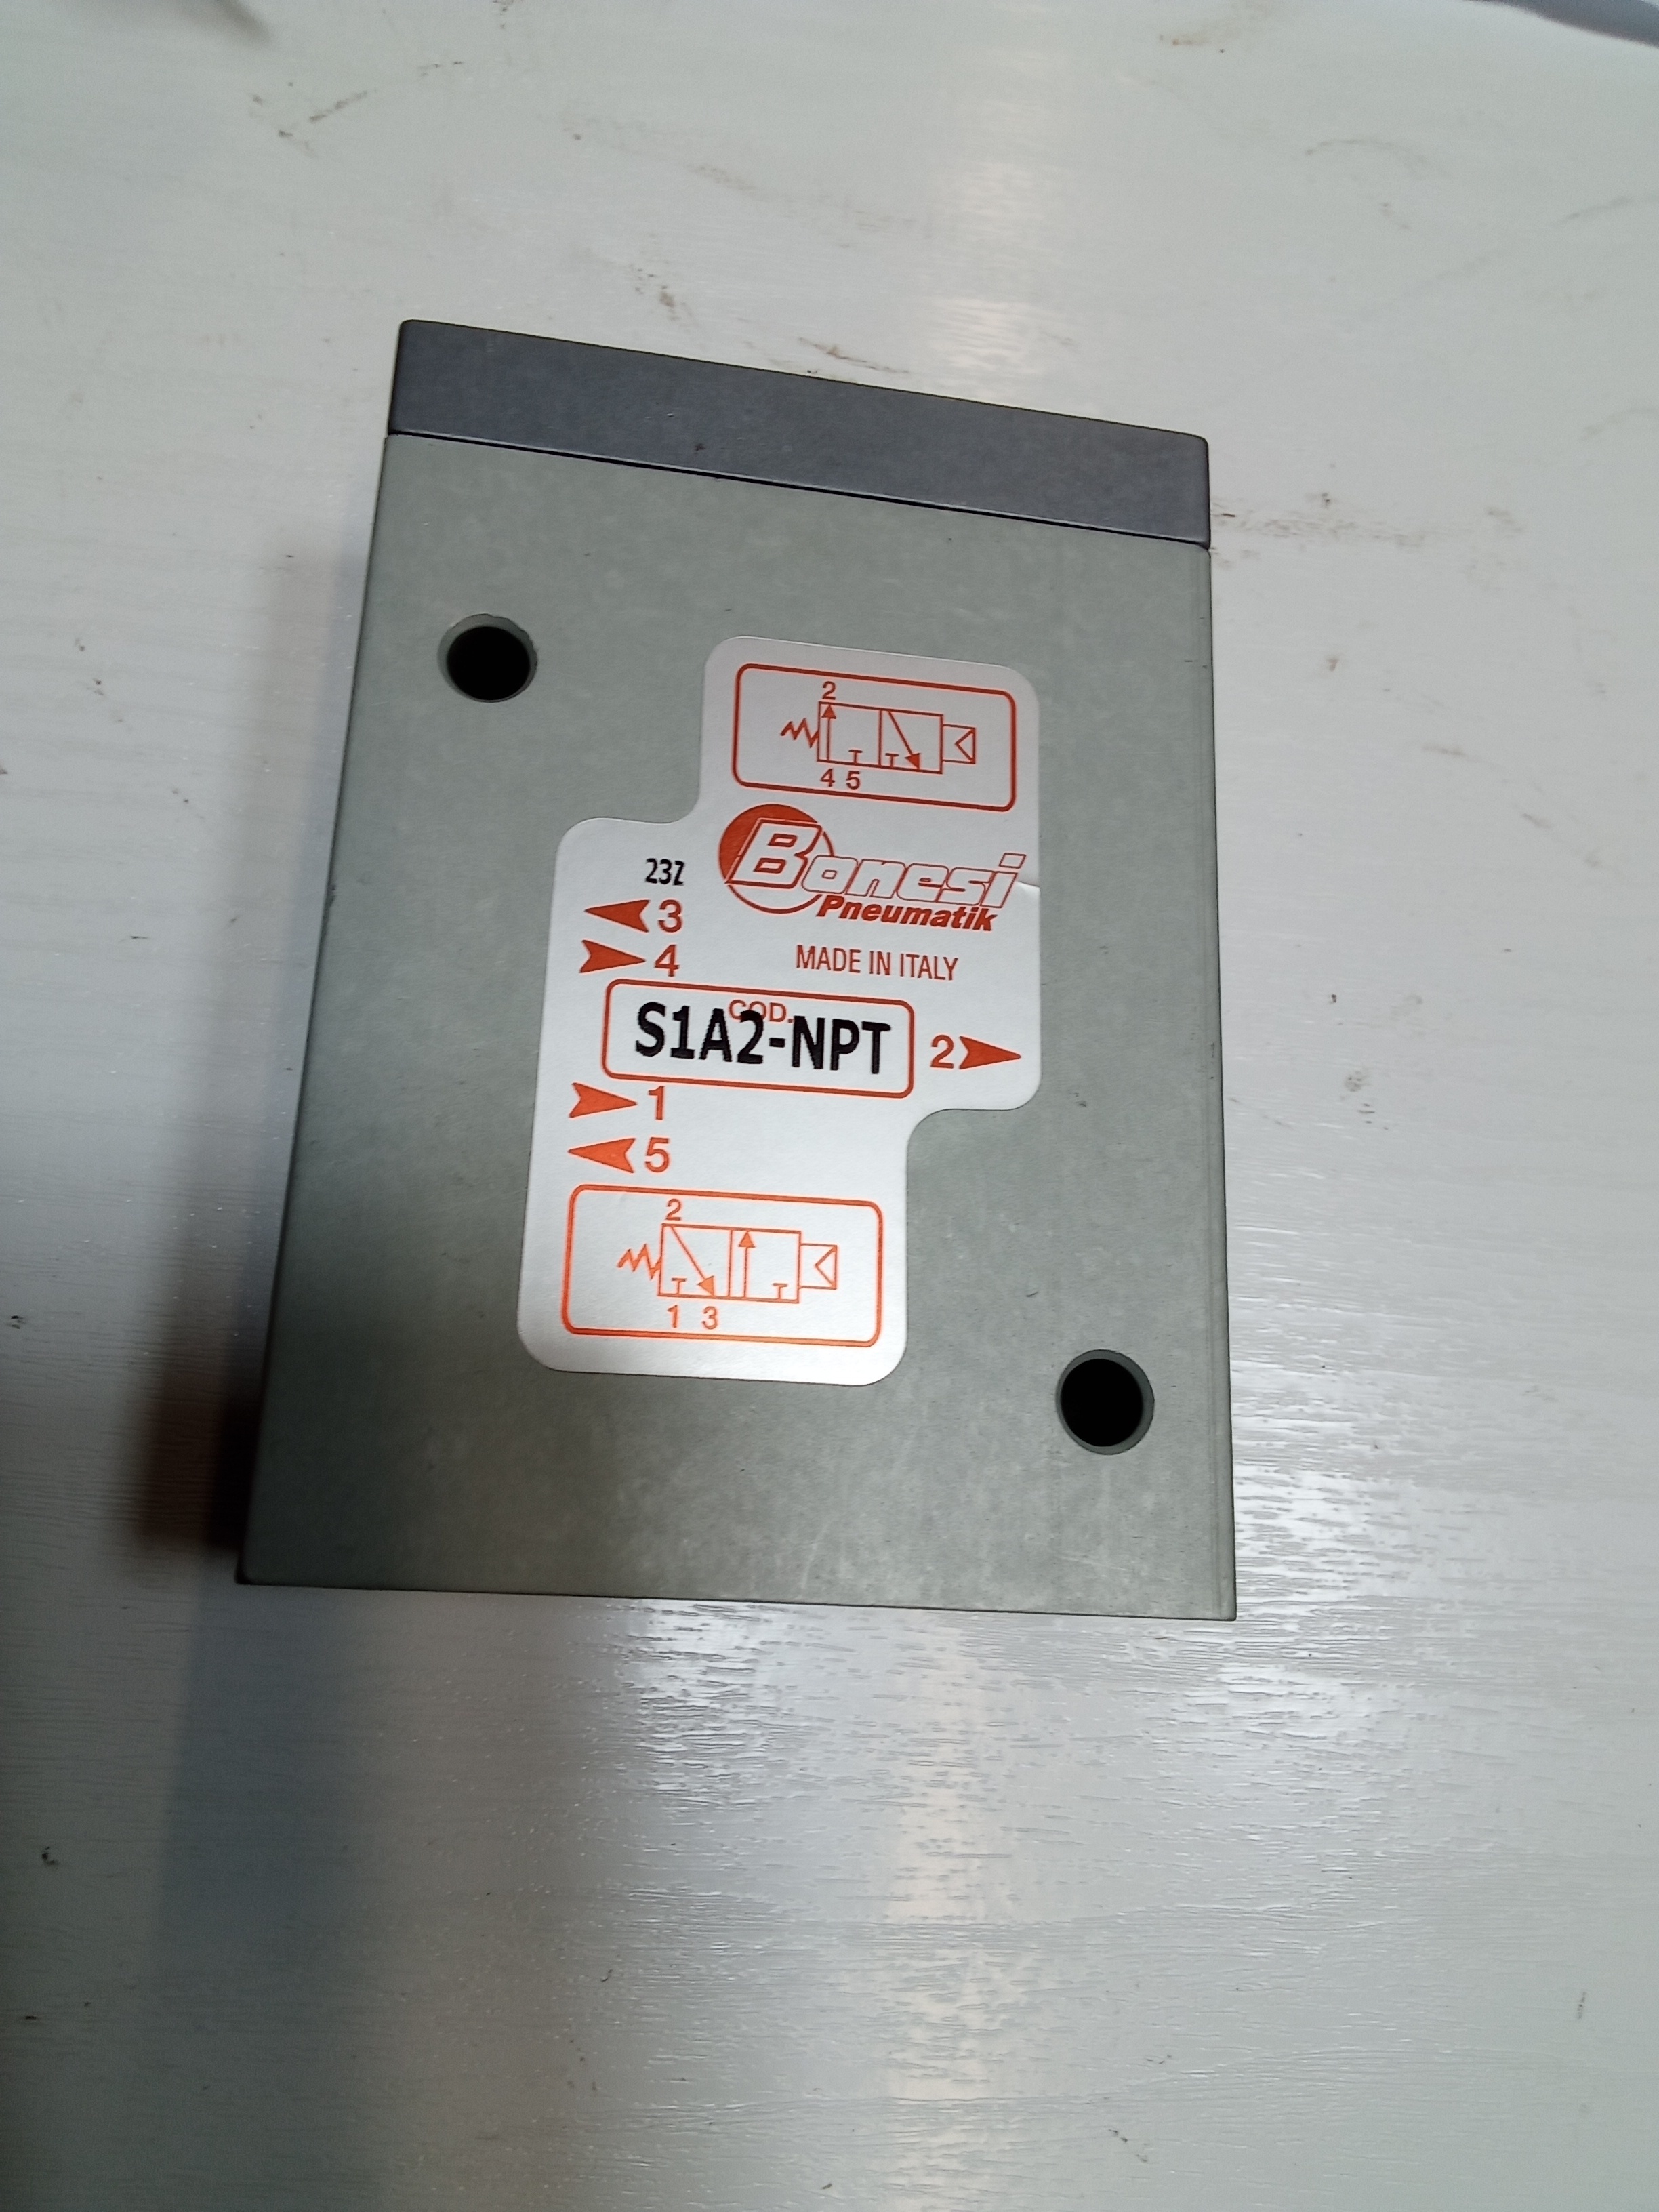 2
4 5
Bonesi
Pneumatik
23Z
3
4
MADE IN ITALY
COD.
S1A2-NPT
2
1
5
2
1 3